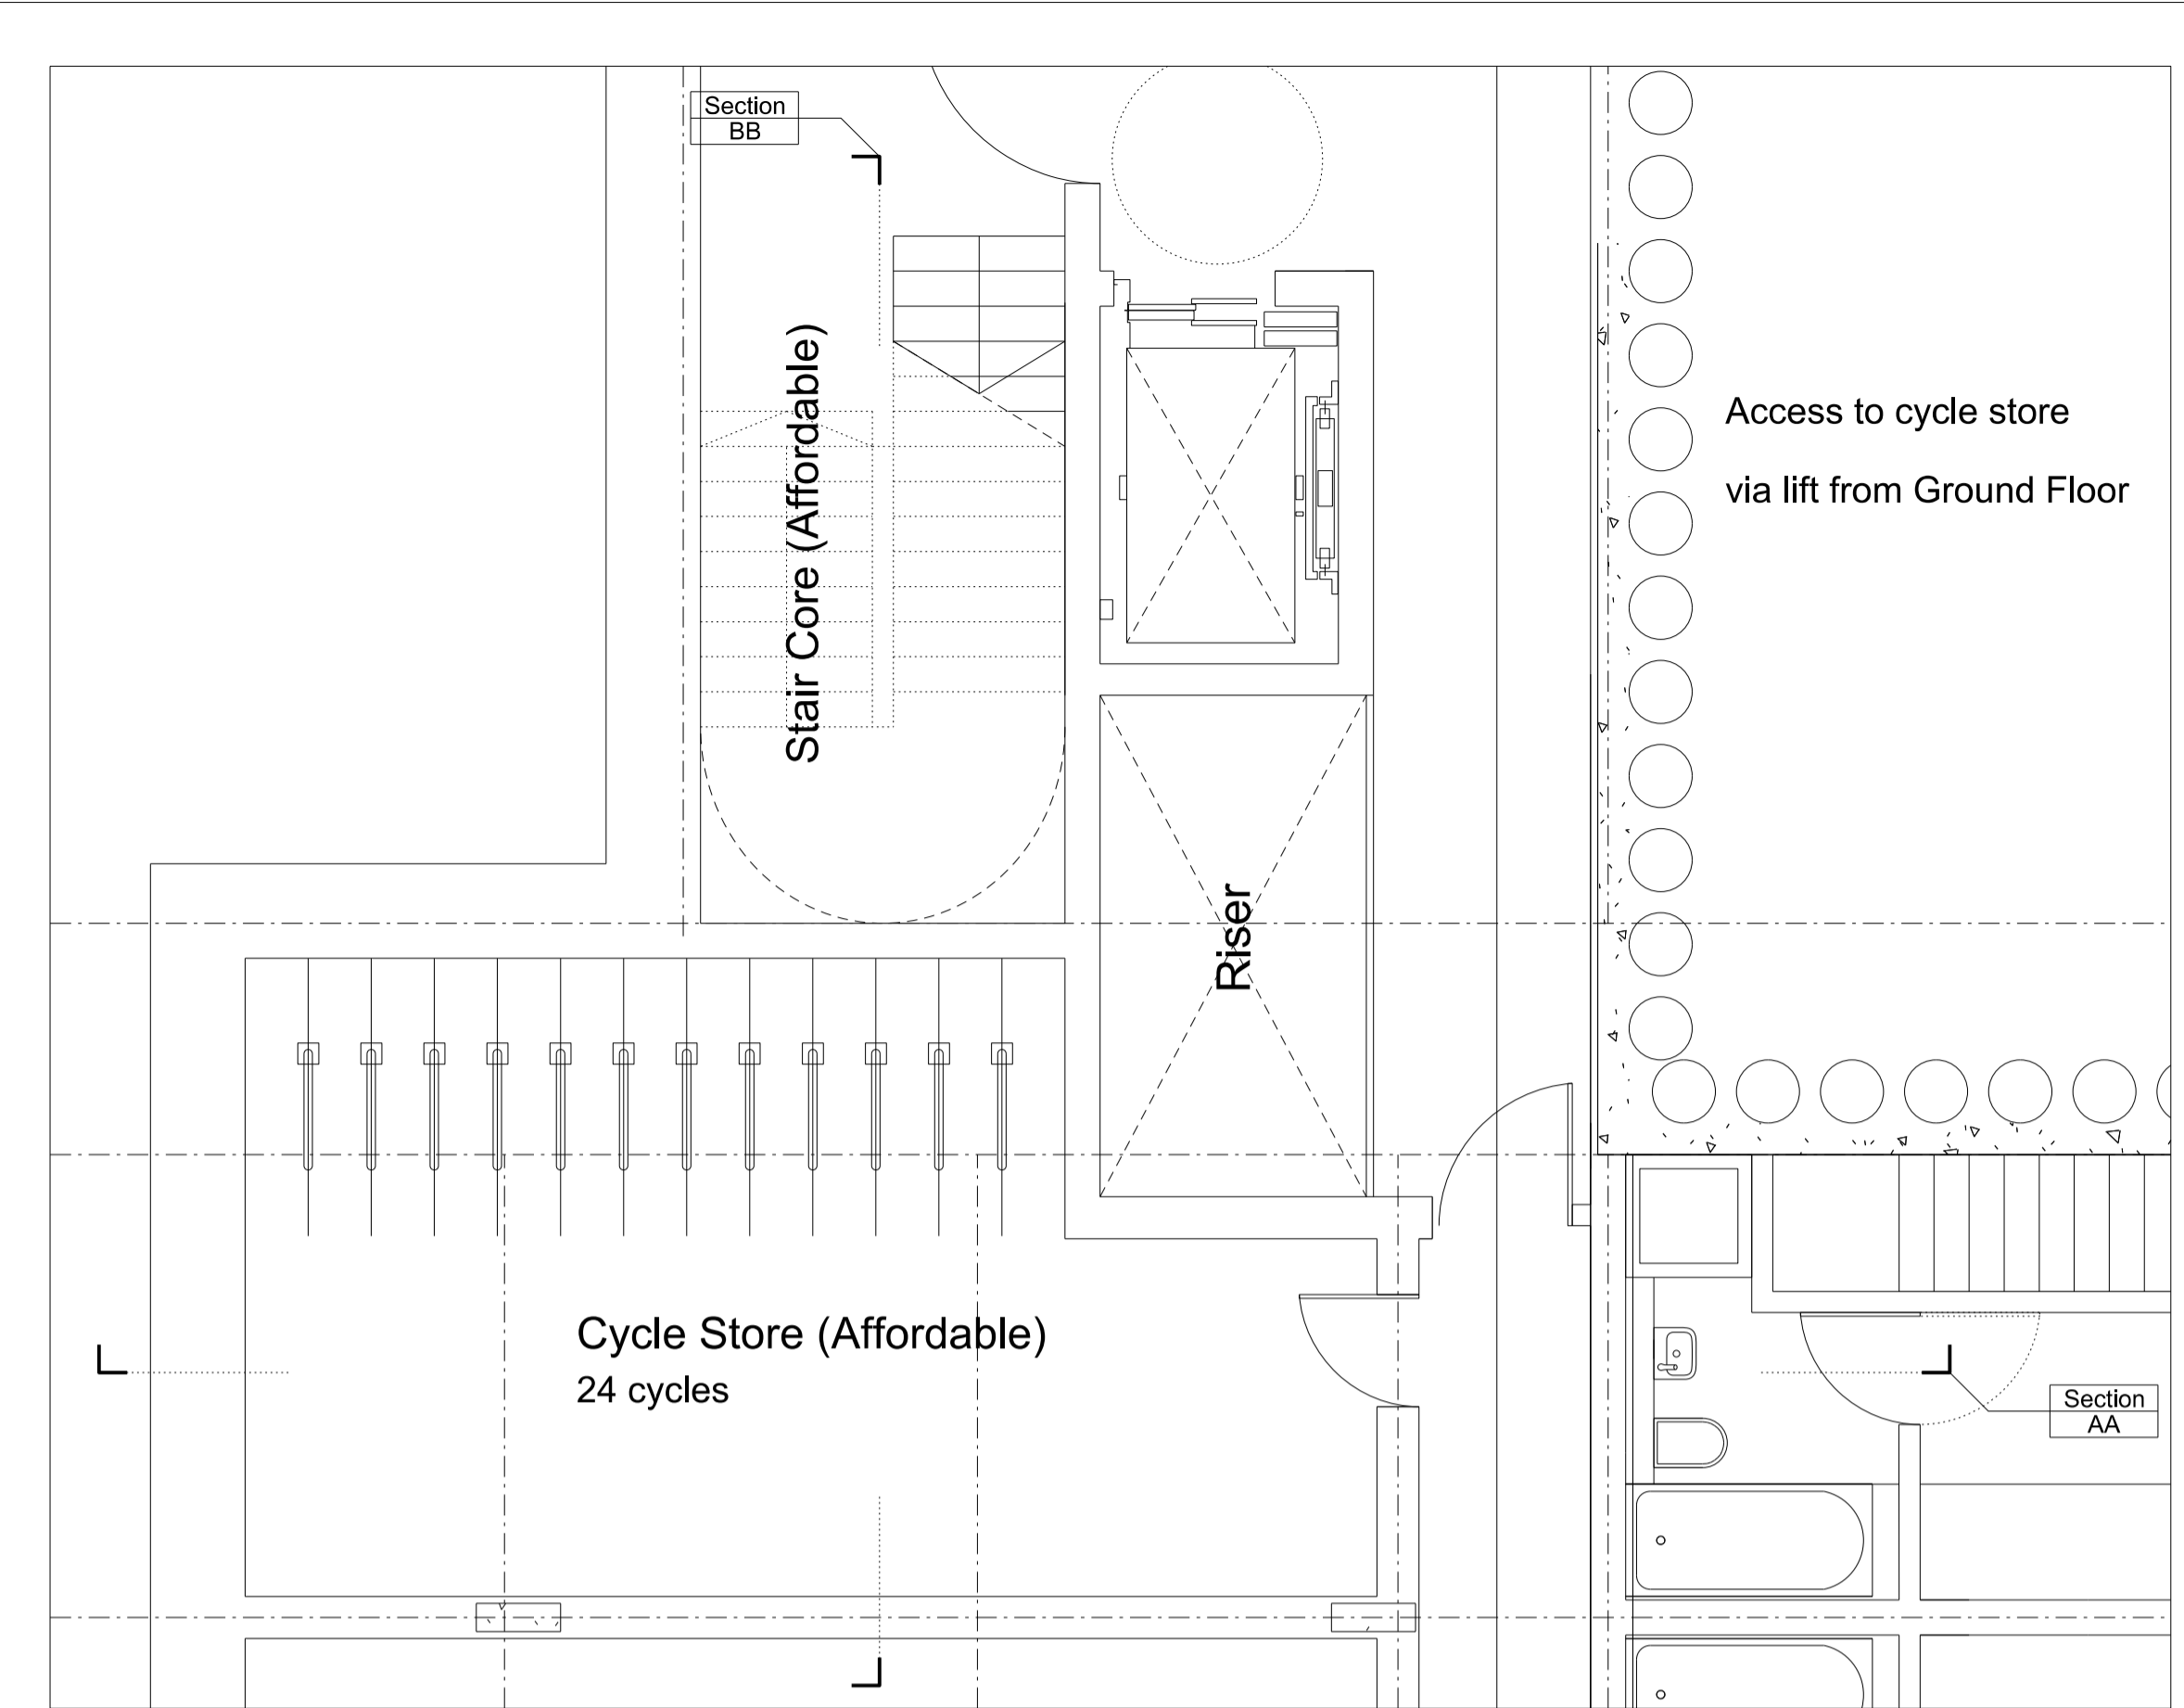 Section
BB
Stair Core (Affordable)
Access to cycle store
via lift from Ground Floor
Riser
Cycle Store (Affordable)
24 cycles
Section
AA